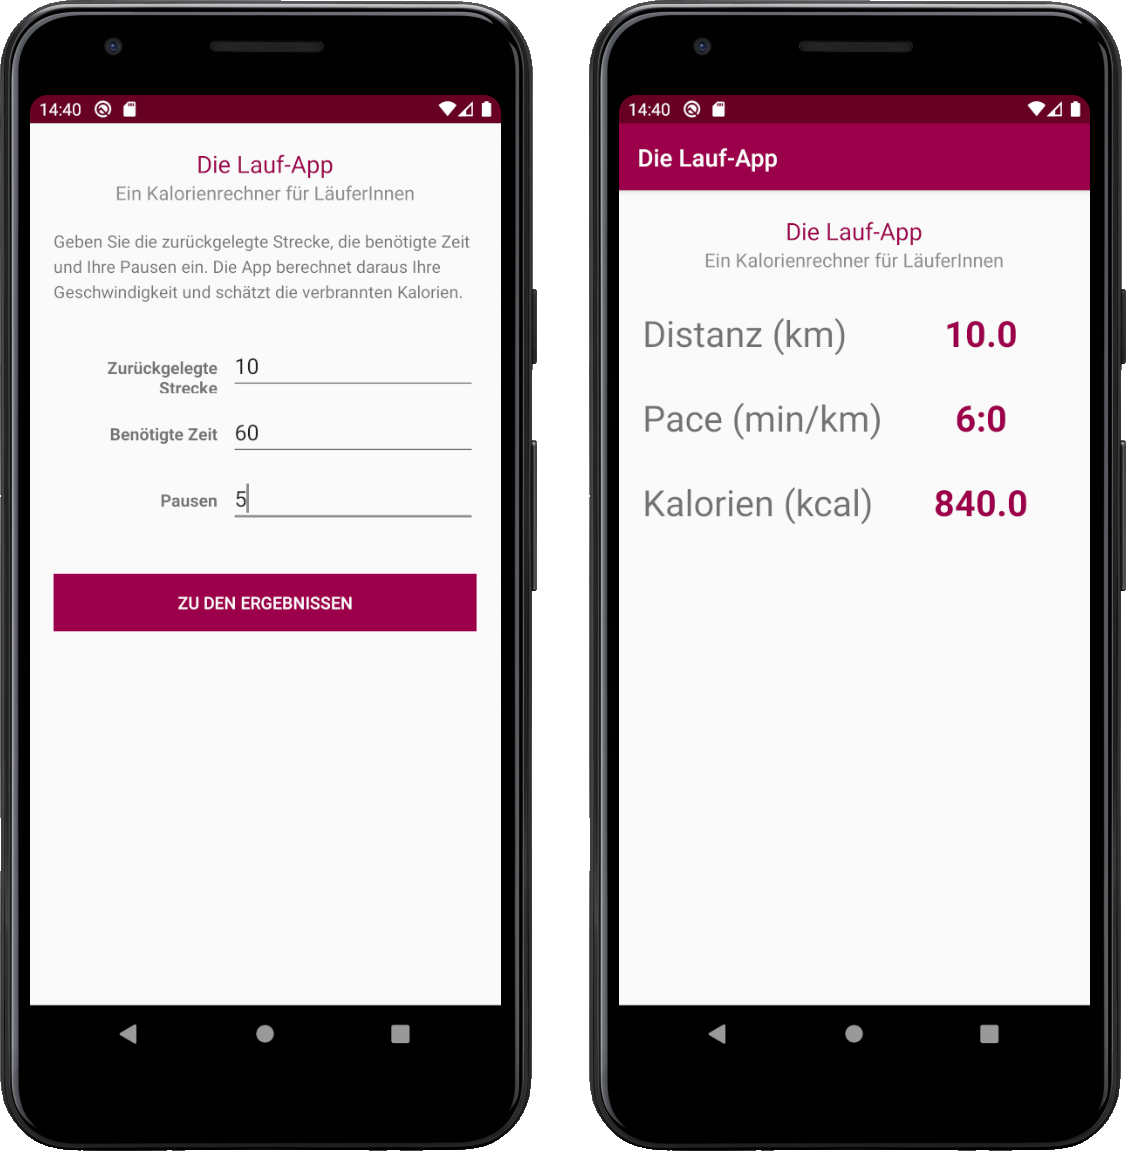 14:40
Die Lauf-App
Ein Kalorienrechner für LäuferInnen
Geben Sie die zurückgelegte Strecke, die benötigte Zeit
und Ihre Pausen ein. Die App berechnet daraus Ihre
Geschwindigkeit und schätzt die verbrannten Kalorien.
Zurückgelegte
Strecke
10
Benötigte Zeit 60
Pausen 5
ZU DEN ERGEBNISSEN
14:40
Die Lauf-App
Die Lauf-App
Ein Kalorienrechner für LäuferInnen
Distanz (km) 10.0
Pace (min/km) 6:0
Kalorien (kcal) 840.0